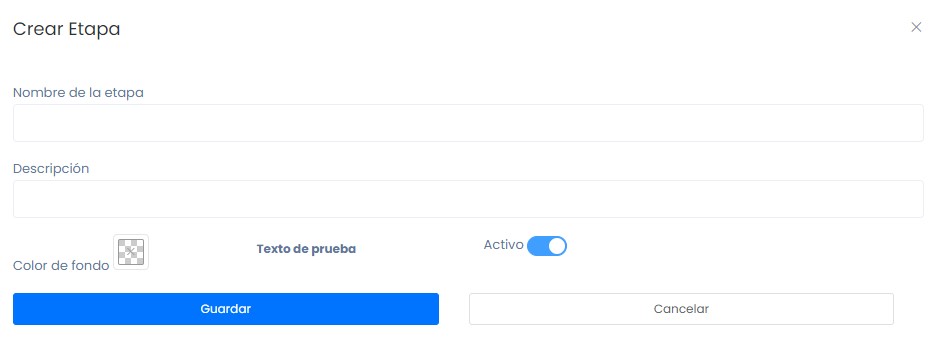 Crear Etapa
Nombre de la etapa
Descripción
Color de fondo
Texto de prueba
Activo
Guardar
Cancelar